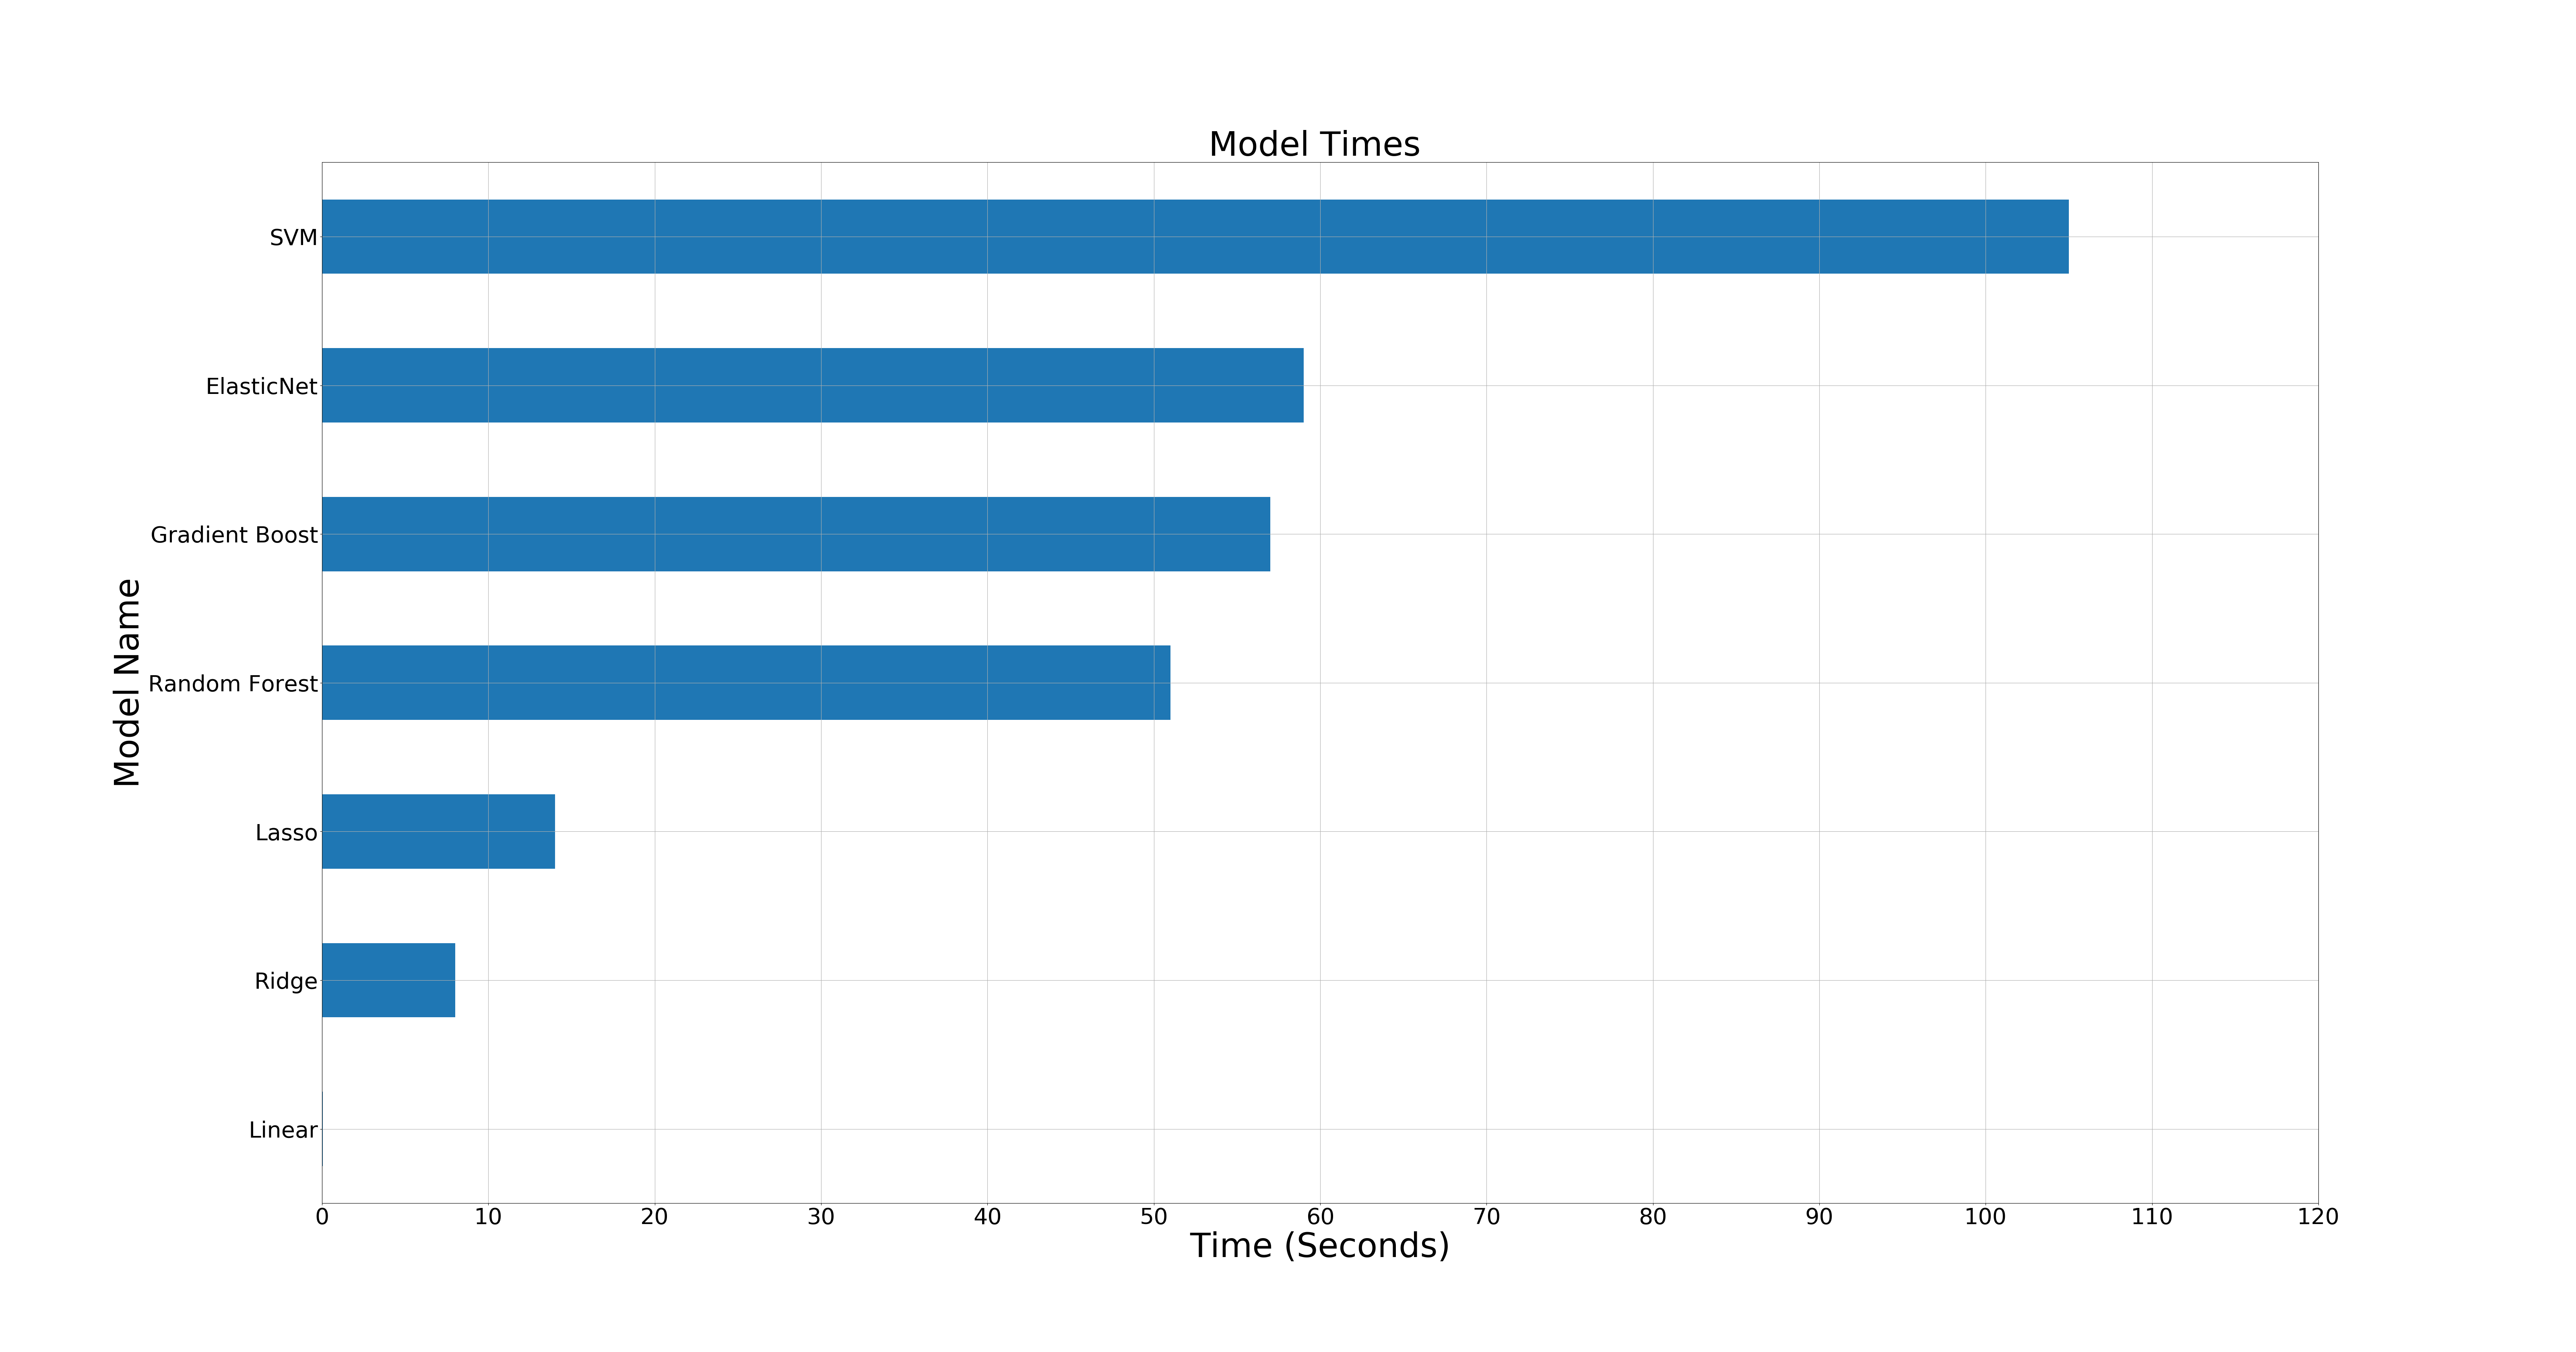 Model Times
SVM
ElasticNet
Gradient Boost
Random Forest
Lasso
Ridge
Linear
Model Name
0 10 20 30 40 50 60 70 80 90 100 110 120
Time (Seconds)